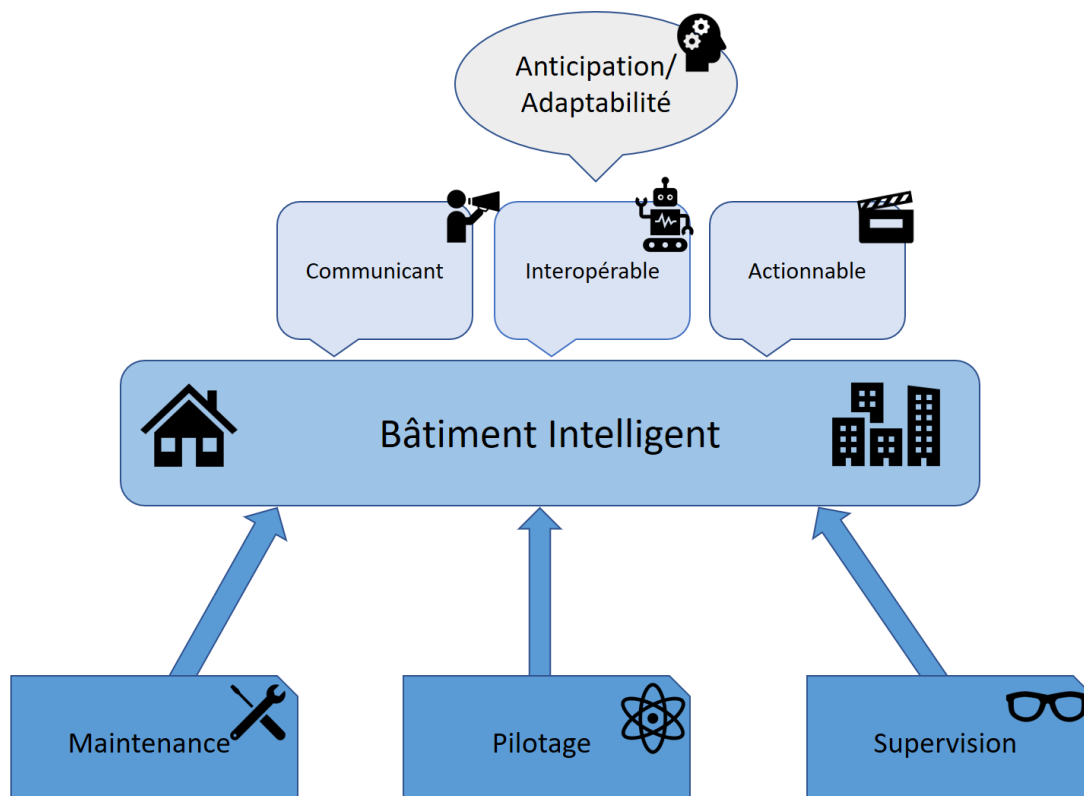 Anticipation/
Adaptabilité
Communicant
Interopérable
Actionnable
Bâtiment Intelligent
Maintenance
Pilotage
Supervision